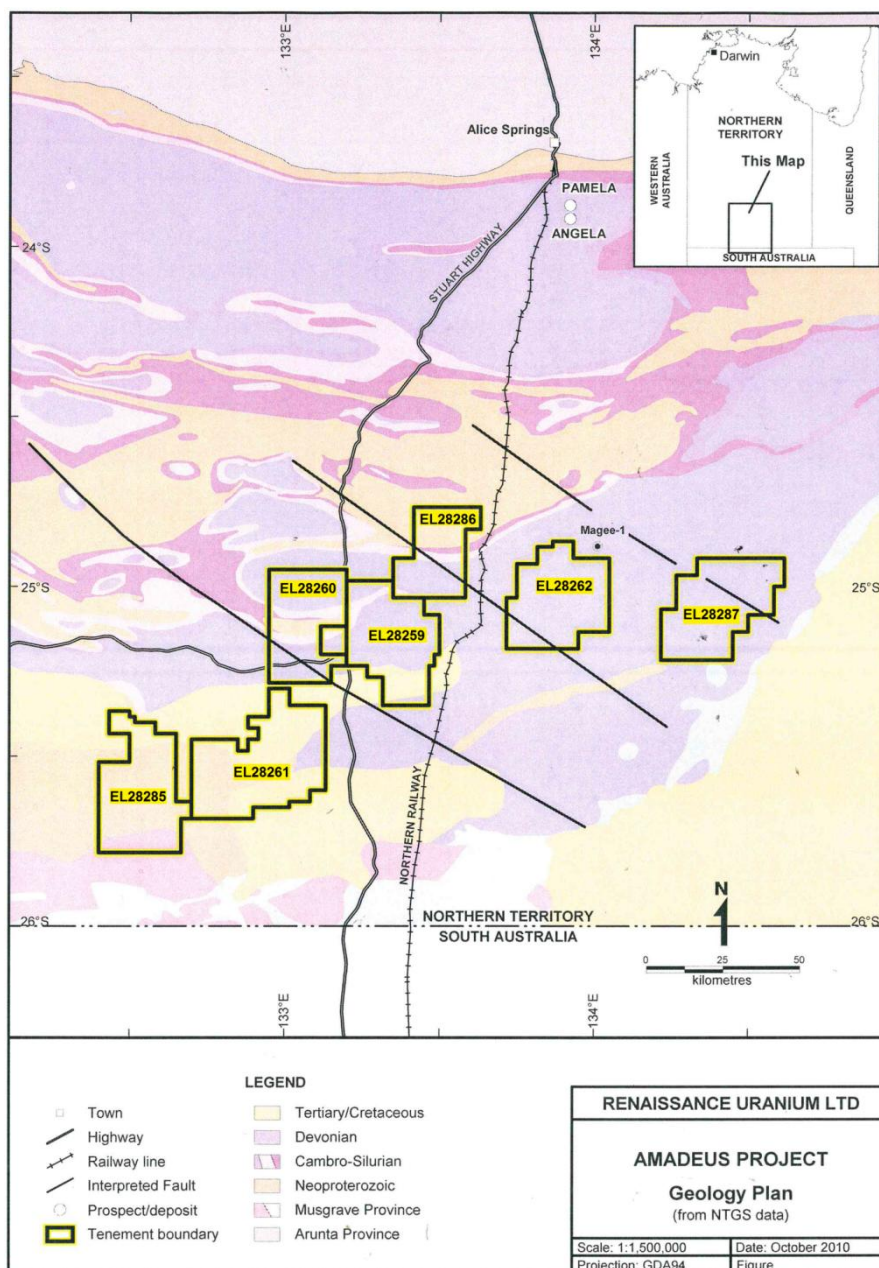 133°E
134°E
Darwin
NORTHERN
TERRITORY
This Map
WESTERN
AUSTRALIA
QUEENSLAND
SOUTH AUSTRALIA
Alice Springs
PAMELA
ANGELA
STUART HIGHWAY
24°S
EL28286
Magee-1
25°S
25°S
EL28260
EL28262
EL28287
EL28259
EL28261
EL28285
NORTHERN RAILWAY
N
NORTHERN TERRITORY
26°S
26°S
SOUTH AUSTRALIA
0 25 50
kilometres
133°E
134°E
LEGEND
Town
Highway
Railway line
Interpreted Fault
Prospect/deposit
Tenement boundary
Tertiary/Cretaceous
Devonian
Cambro-Silurian
Neoproterozoic
Musgrave Province
Arunta Province
RENAISSANCE URANIUM LTD
AMADEUS PROJECT
Geology Plan
(from NTGS data)
Scale: 1:1,500,000
Date: October 2010
Projection: GDA94
Figure